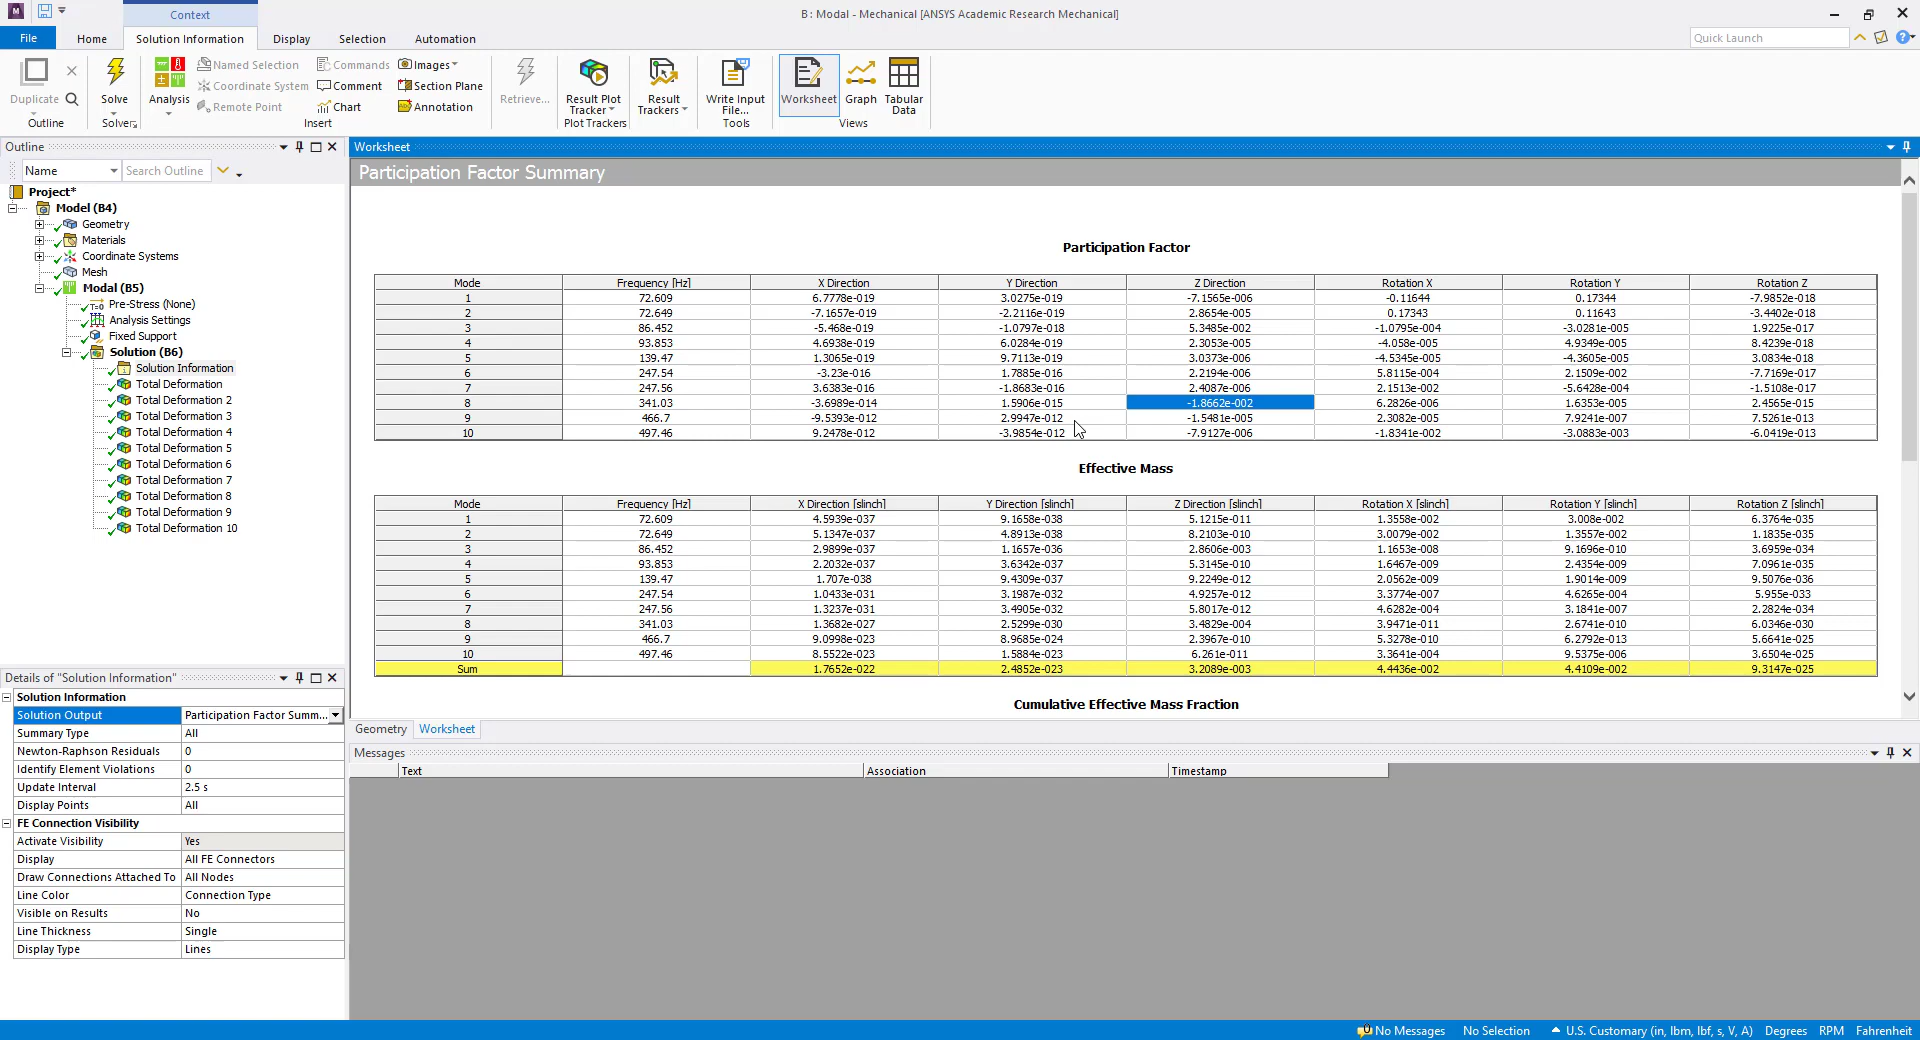 Context
B : Modal - Mechanical [ANSYS Academic Research Mechanical]
File Home Solution Information Display Selection Automation Quick Launch
Duplicate
Outline
Solve
Solver
Analysis
Named Selection
Coordinate System
Remote Point
Commands
Comment
Chart
Images
Section Plane
Annotation
Insert
Retrieve...
Result Plot
Tracker
Plot Trackers
Result
Trackers
Write Input
File...
Tools
Worksheet
Graph
Tabular
Data
Views
Outline
Name Search Outline
Project*
Model (B4)
Geometry
Materials
Coordinate Systems
Mesh
Modal (B5)
Pre-Stress (None)
Analysis Settings
Fixed Support
Solution (B6)
Solution Information
Total Deformation
Total Deformation 2
Total Deformation 3
Total Deformation 4
Total Deformation 5
Total Deformation 6
Total Deformation 7
Total Deformation 8
Total Deformation 9
Total Deformation 10
Details of "Solution Information"
Solution Information
Solution Output Participation Factor Summ...
Summary Type All
Newton-Raphson Residuals 0
Identify Element Violations 0
Update Interval 2.5 s
Display Points All
FE Connection Visibility
Activate Visibility Yes
Display All FE Connectors
Draw Connections Attached To All Nodes
Line Color Connection Type
Visible on Results No
Line Thickness Single
Display Type Lines
Worksheet
Participation Factor Summary
Participation Factor
Mode Frequency [Hz] X Direction Y Direction Z Direction Rotation X Rotation Y Rotation Z
1 72.609 6.7778e-019 3.0275e-019 -7.1565e-006 -0.11644 0.17344 -7.9852e-018
2 72.649 -7.1657e-019 -2.2116e-019 2.8654e-005 0.17343 0.11643 -3.4402e-018
3 86.452 -5.468e-019 -1.0797e-018 5.3485e-002 -1.0795e-004 -3.0281e-005 1.9225e-017
4 93.853 4.6938e-019 6.0284e-019 2.3053e-005 -4.058e-005 4.9349e-005 8.4239e-018
5 139.47 1.3065e-019 9.7113e-019 3.0373e-006 -4.5345e-005 -4.3605e-005 3.0834e-018
6 247.54 -3.23e-016 1.7885e-016 2.2194e-006 5.8115e-004 2.1509e-002 -7.7169e-017
7 247.56 3.6383e-016 -1.8683e-016 2.4087e-006 2.1513e-002 -5.6428e-004 -1.5108e-017
8 341.03 -3.6989e-014 1.5906e-015 -1.8662e-002 6.2826e-006 1.6353e-005 2.4565e-015
9 466.7 -9.5393e-012 2.9947e-012 -1.5481e-005 2.3082e-005 7.9241e-007 7.5261e-013
10 497.46 9.2478e-012 -3.9854e-012 -7.9127e-006 -1.8341e-002 -3.0883e-003 -6.0419e-013
Effective Mass
Mode Frequency [Hz] X Direction [slinch] Y Direction [slinch] Z Direction [slinch] Rotation X [slinch] Rotation Y [slinch] Rotation Z [slinch]
1 72.609 4.5939e-037 9.1658e-038 5.1215e-011 1.3558e-002 3.008e-002 6.3764e-035
2 72.649 5.1347e-037 4.8913e-038 8.2103e-010 3.0079e-002 1.3557e-002 1.1835e-035
3 86.452 2.9899e-037 1.1657e-036 2.8606e-003 1.1653e-008 9.1696e-010 3.6959e-034
4 93.853 2.2032e-037 3.6342e-037 5.3145e-010 1.6467e-009 2.4354e-009 7.0961e-035
5 139.47 1.707e-038 9.4309e-037 9.2249e-012 2.0562e-009 1.9014e-009 9.5076e-036
6 247.54 1.0433e-031 3.1987e-032 4.9257e-012 3.3774e-007 4.6265e-004 5.955e-033
7 247.56 1.3237e-031 3.4905e-032 5.8017e-012 4.6282e-004 3.1841e-007 2.2824e-034
8 341.03 1.3682e-027 2.5299e-030 3.4829e-004 3.9471e-011 2.6741e-010 6.0346e-030
9 466.7 9.0998e-023 8.9685e-024 2.3967e-010 5.3278e-010 6.2792e-013 5.6641e-025
10 497.46 8.5522e-023 1.5884e-023 6.261e-011 3.3641e-004 9.5375e-006 3.6504e-025
Sum 1.7652e-022 2.4852e-023 3.2089e-003 4.4436e-002 4.4109e-002 9.3147e-025
Cumulative Effective Mass Fraction
Geometry Worksheet
Messages
Text Association Timestamp
No Messages No Selection U.S. Customary (in, lbm, lbf, s, V, A) Degrees RPM Fahrenheit